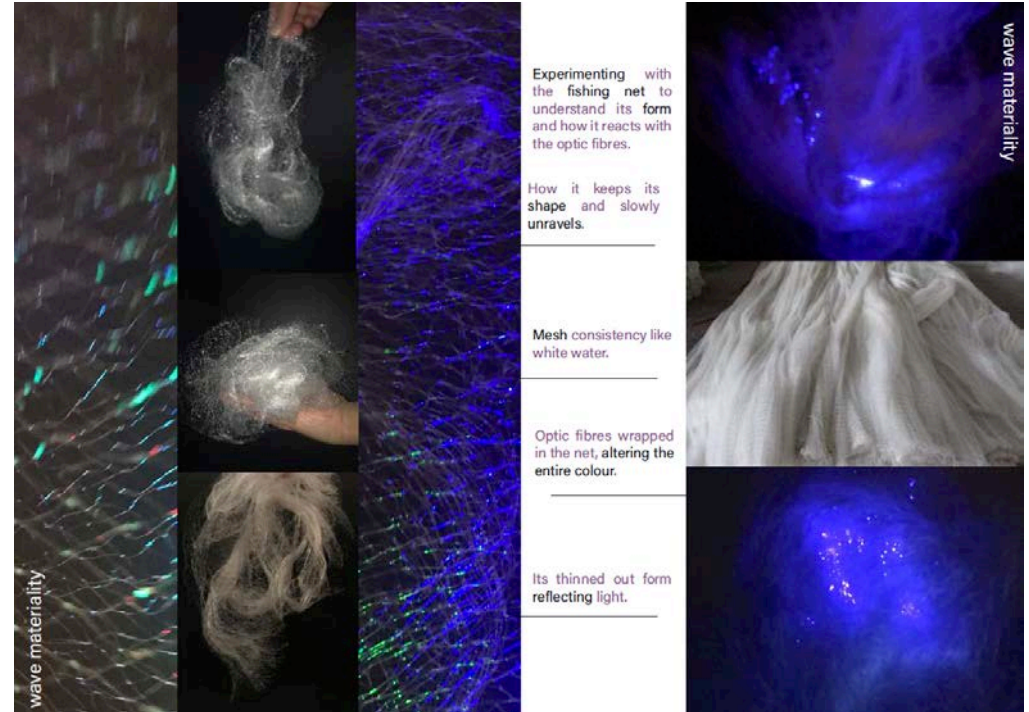 wave materiality
Experimenting with
the fishing net to
understand its form
and how it reacts with
the optic fibres.
How it keeps its
shape and slowly
unravels.
Mesh consistency like
white water.
Optic fibres wrapped
in the net, altering the
entire colour.
Its thinned out form
reflecting light.
wave materiality